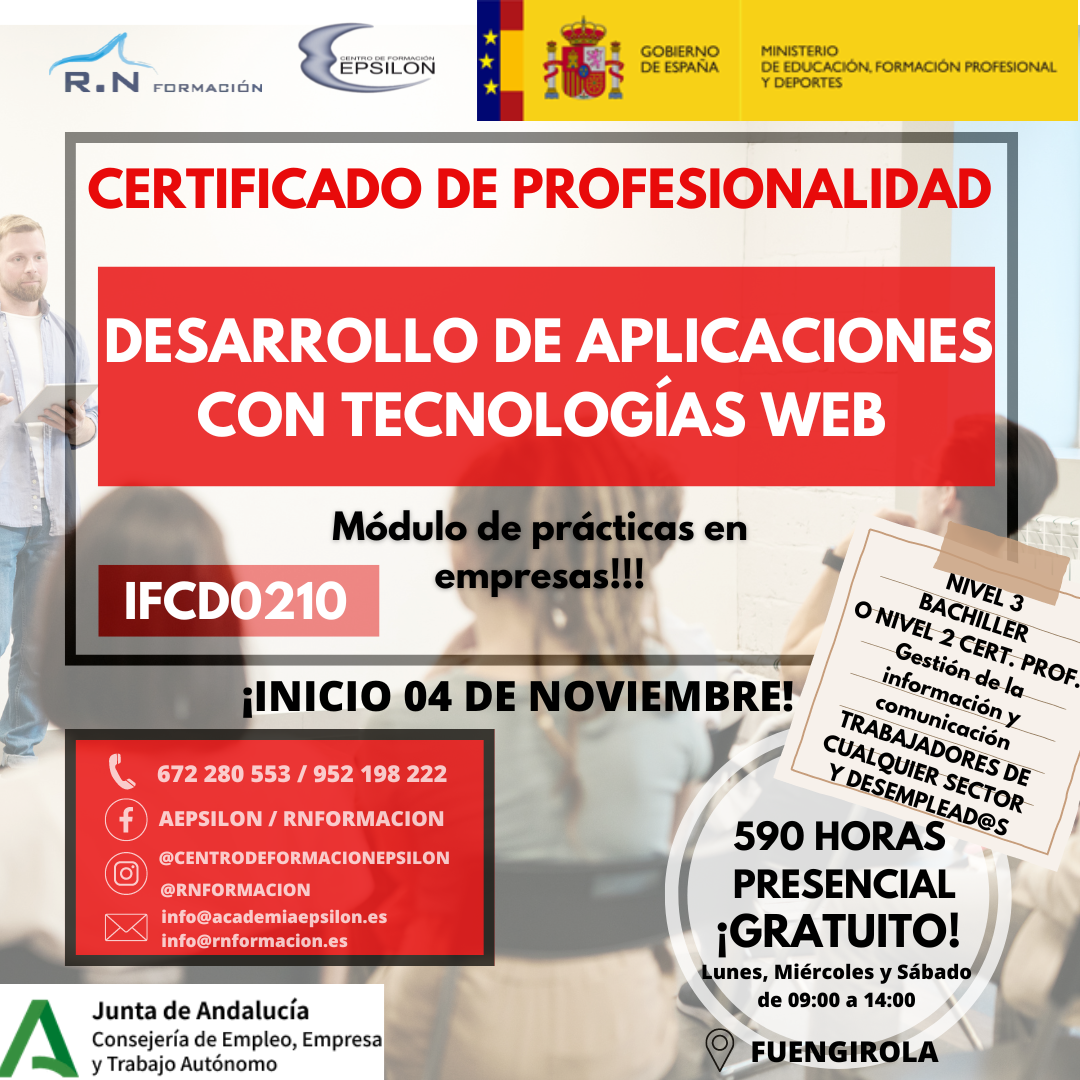 R.N FORMACIÓN
CENTRO DE FORMACIÓN
EPSILON
GOBIERNO
DE ESPAÑA
MINISTERIO
DE EDUCACIÓN, FORMACIÓN PROFESIONAL
Y DEPORTES
CERTIFICADO DE PROFESIONALIDAD
DESARROLLO DE APLICACIONES
CON TECNOLOGÍAS WEB
Módulo de prácticas en
empresas!!!
IFCD0210
NIVEL 3
BACHILLER
O NIVEL 2 CERT. PROF.
Gestión de la
información y
comunicación
TRABAJADORES DE
CUALQUIER SECTOR
Y DESEMPLEAD@S
¡INICIO 04 DE NOVIEMBRE!
672 280 553 / 952 198 222
AEPSILON / RNFORMACION
@CENTRODEFORMACIONEPSILON
@RNFORMACION
info@academiaepsilon.es
info@rnformacion.es
590 HORAS
PRESENCIAL
¡GRATUITO!
Lunes, Miércoles y Sábado
de 09:00 a 14:00
FUENGIROLA
Junta de Andalucía
Consejería de Empleo, Empresa
y Trabajo Autónomo